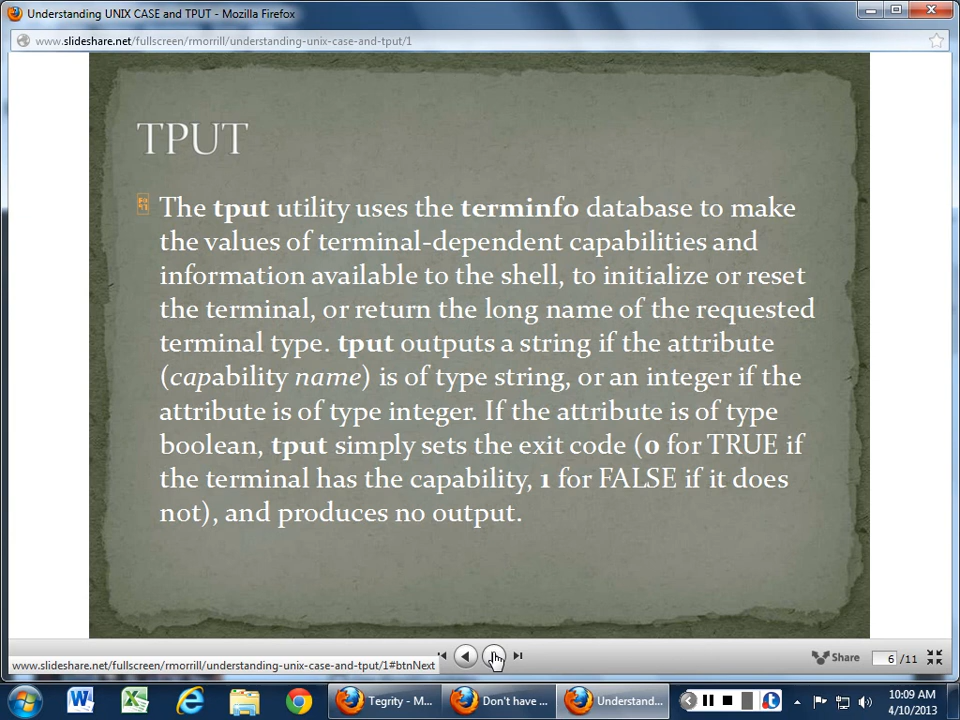 Understanding UNIX CASE and TPUT - Mozilla Firefox
www.slideshare.net/fullscreen/rmorrill/understanding-unix-case-and-tput/1
TPUT
The tput utility uses the terminfo database to make
the values of terminal-dependent capabilities and
information available to the shell, to initialize or reset
the terminal, or return the long name of the requested
terminal type. tput outputs a string if the attribute
(capability name) is of type string, or an integer if the
attribute is of type integer. If the attribute is of type
boolean, tput simply sets the exit code (0 for TRUE if
the terminal has the capability, 1 for FALSE if it does
not), and produces no output.
www.slideshare.net/fullscreen/rmorrill/understanding-unix-case-and-tput/1#btnNext
Share
6 /11
Tegrity - M...
Don't have ...
Understand...
10:09 AM
4/10/2013